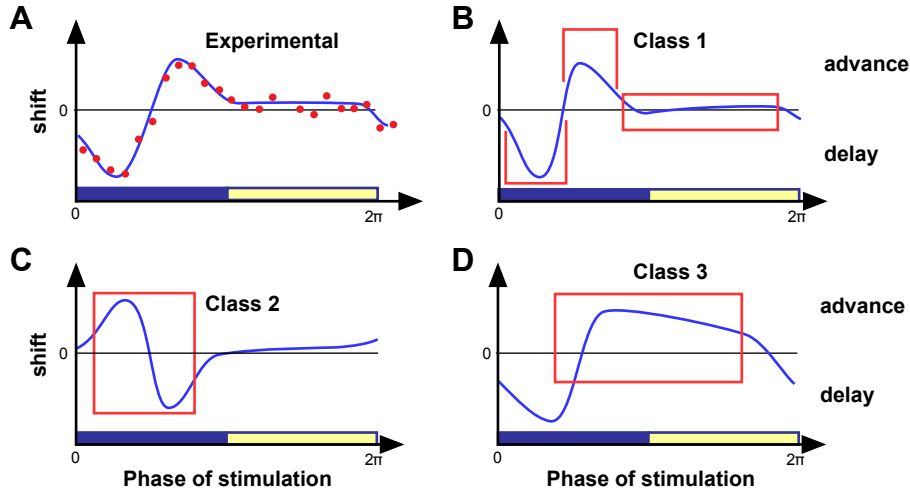 A
Experimental
shift
0
0
2π
B
Class 1
advance
0
delay
0
2π
C
Class 2
shift
0
0
2π
Phase of stimulation
D
Class 3
advance
0
delay
0
2π
Phase of stimulation